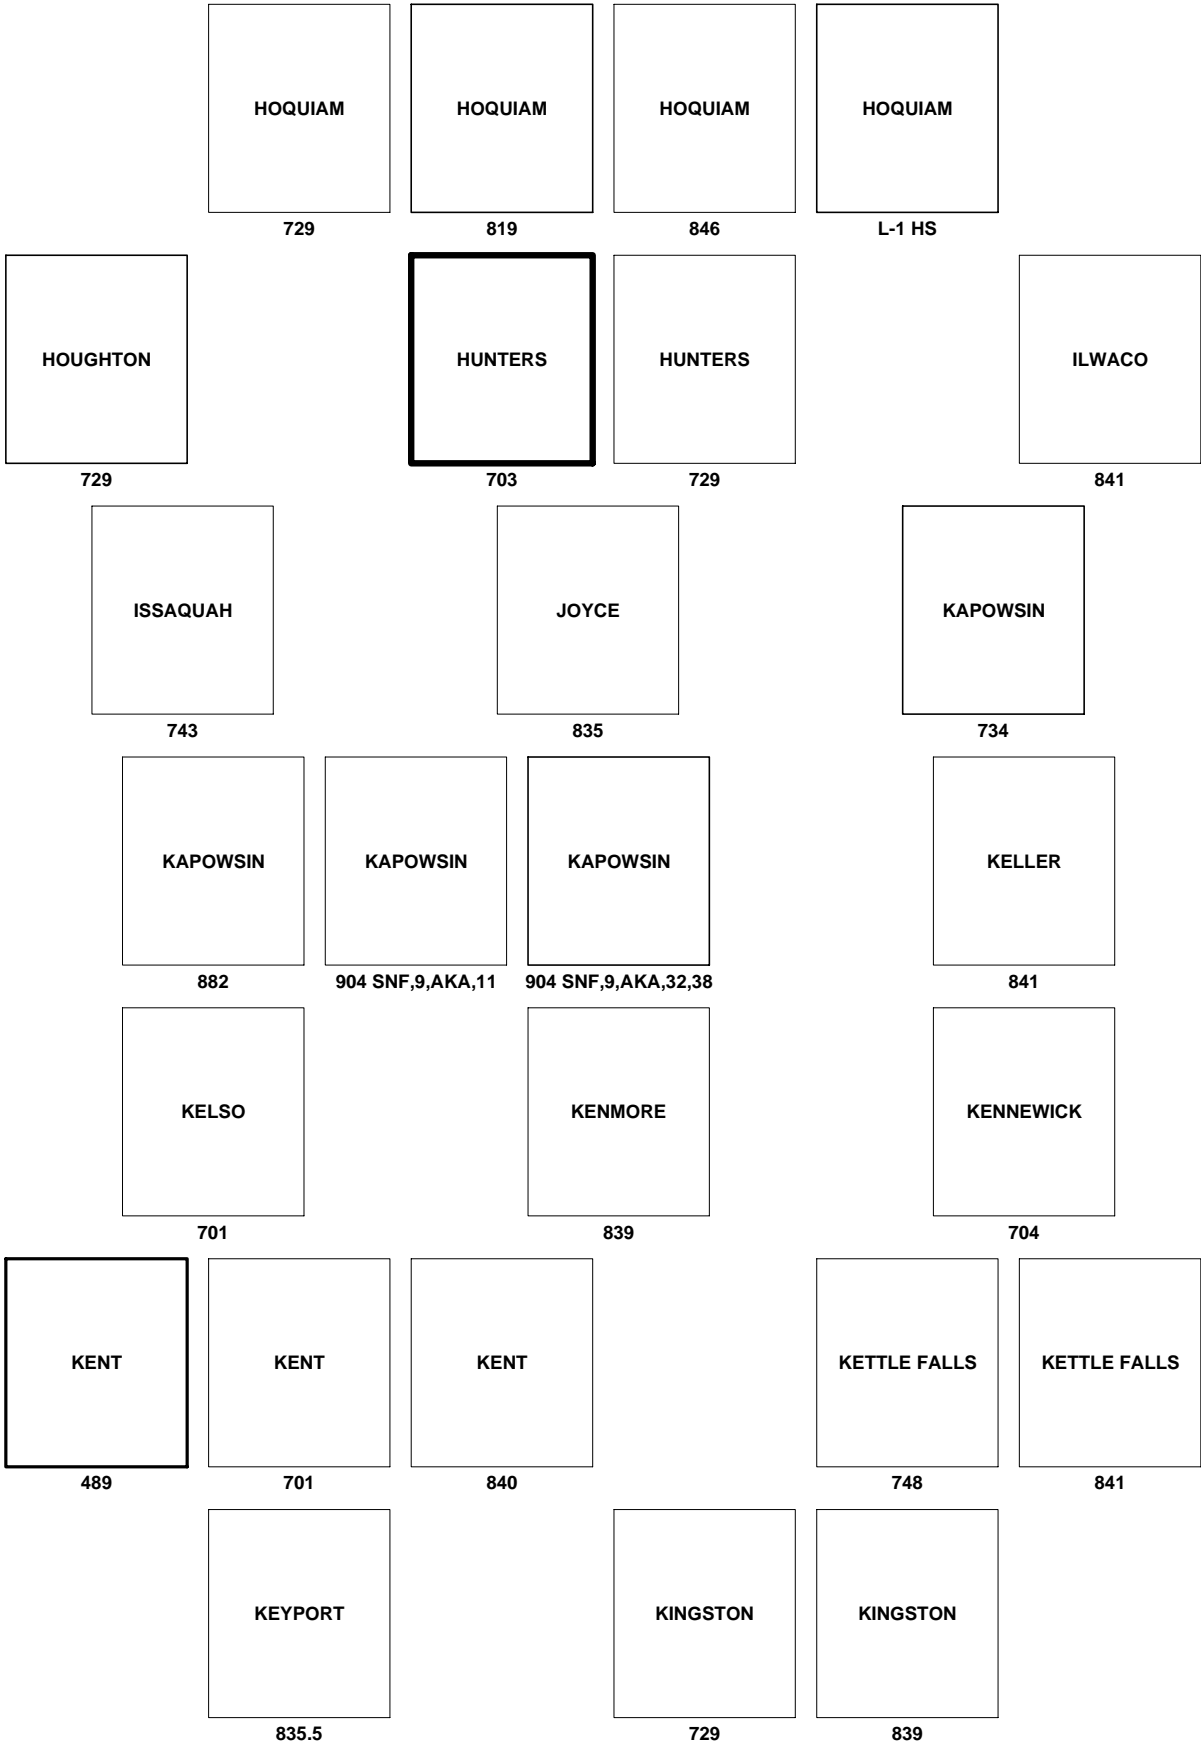 HOQUIAM HOQUIAM HOQUIAM HOQUIAM
729 819 846 L-1 HS
HOUGHTON HUNTERS HUNTERS ILWACO
729 703 729 841
ISSAQUAH JOYCE KAPOWSIN
743 835 734
KAPOWSIN KAPOWSIN KAPOWSIN KELLER
882 904 SNF,9,AKA,11 904 SNF,9,AKA,32,38 841
KELSO KENMORE KENNEWICK
701 839 704
KENT KENT KENT KETTLE FALLS KETTLE FALLS
489 701 840 748 841
KEYPORT KINGSTON KINGSTON
835.5 729 839